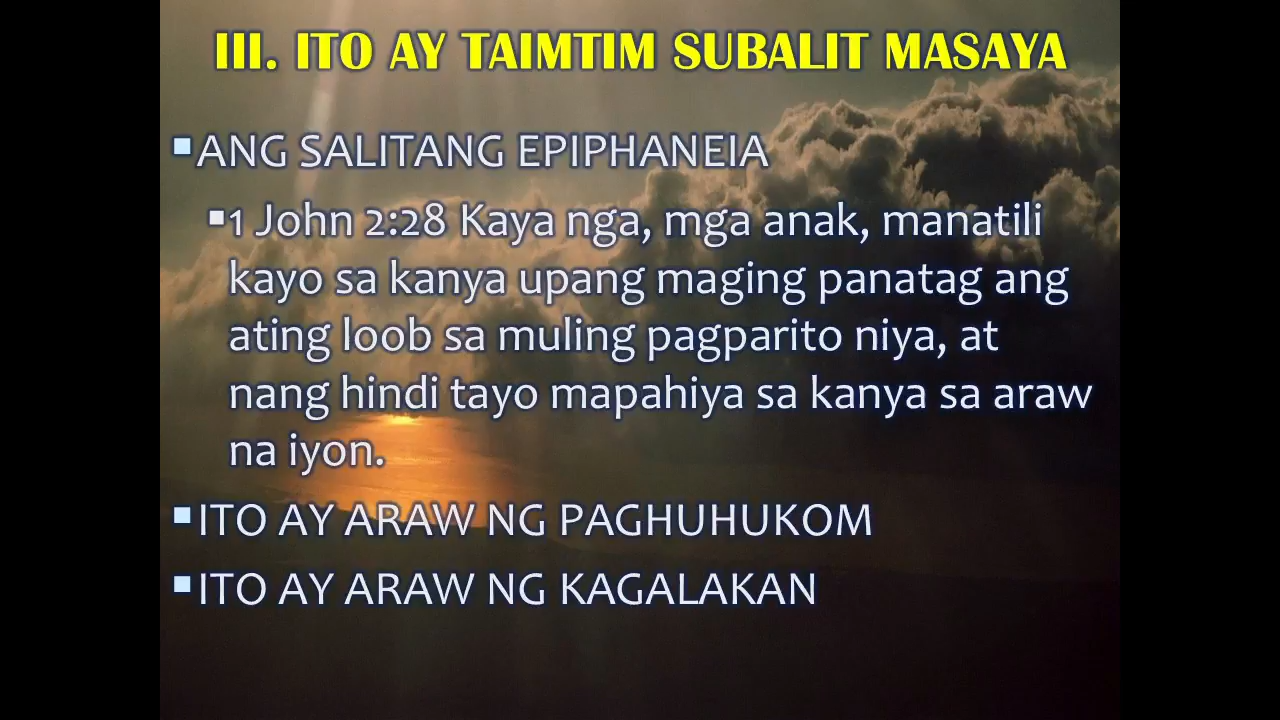 III. ITO AY TAIMTIM SUBALIT MASAYA
▪ANG SALITANG EPIPHANEIA
▪1 John 2:28 Kaya nga, mga anak, manatili
kayo sa kanya upang maging panatag ang
ating loob sa muling pagparito niya, at
nang hindi tayo mapahiya sa kanya sa araw
na iyon.
▪ITO AY ARAW NG PAGHUHUKOM
▪ITO AY ARAW NG KAGALAKAN